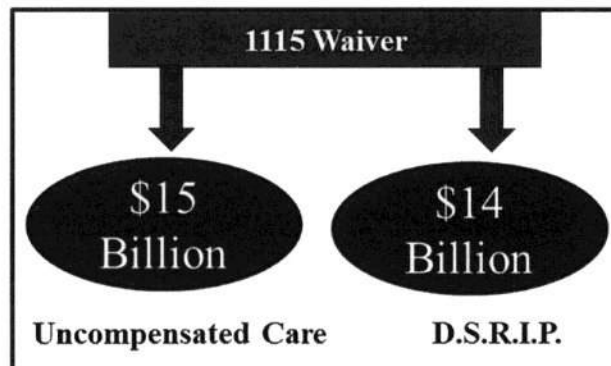 1115 Waiver
$15
Billion
$14
Billion
Uncompensated Care
D.S.R.I.P.